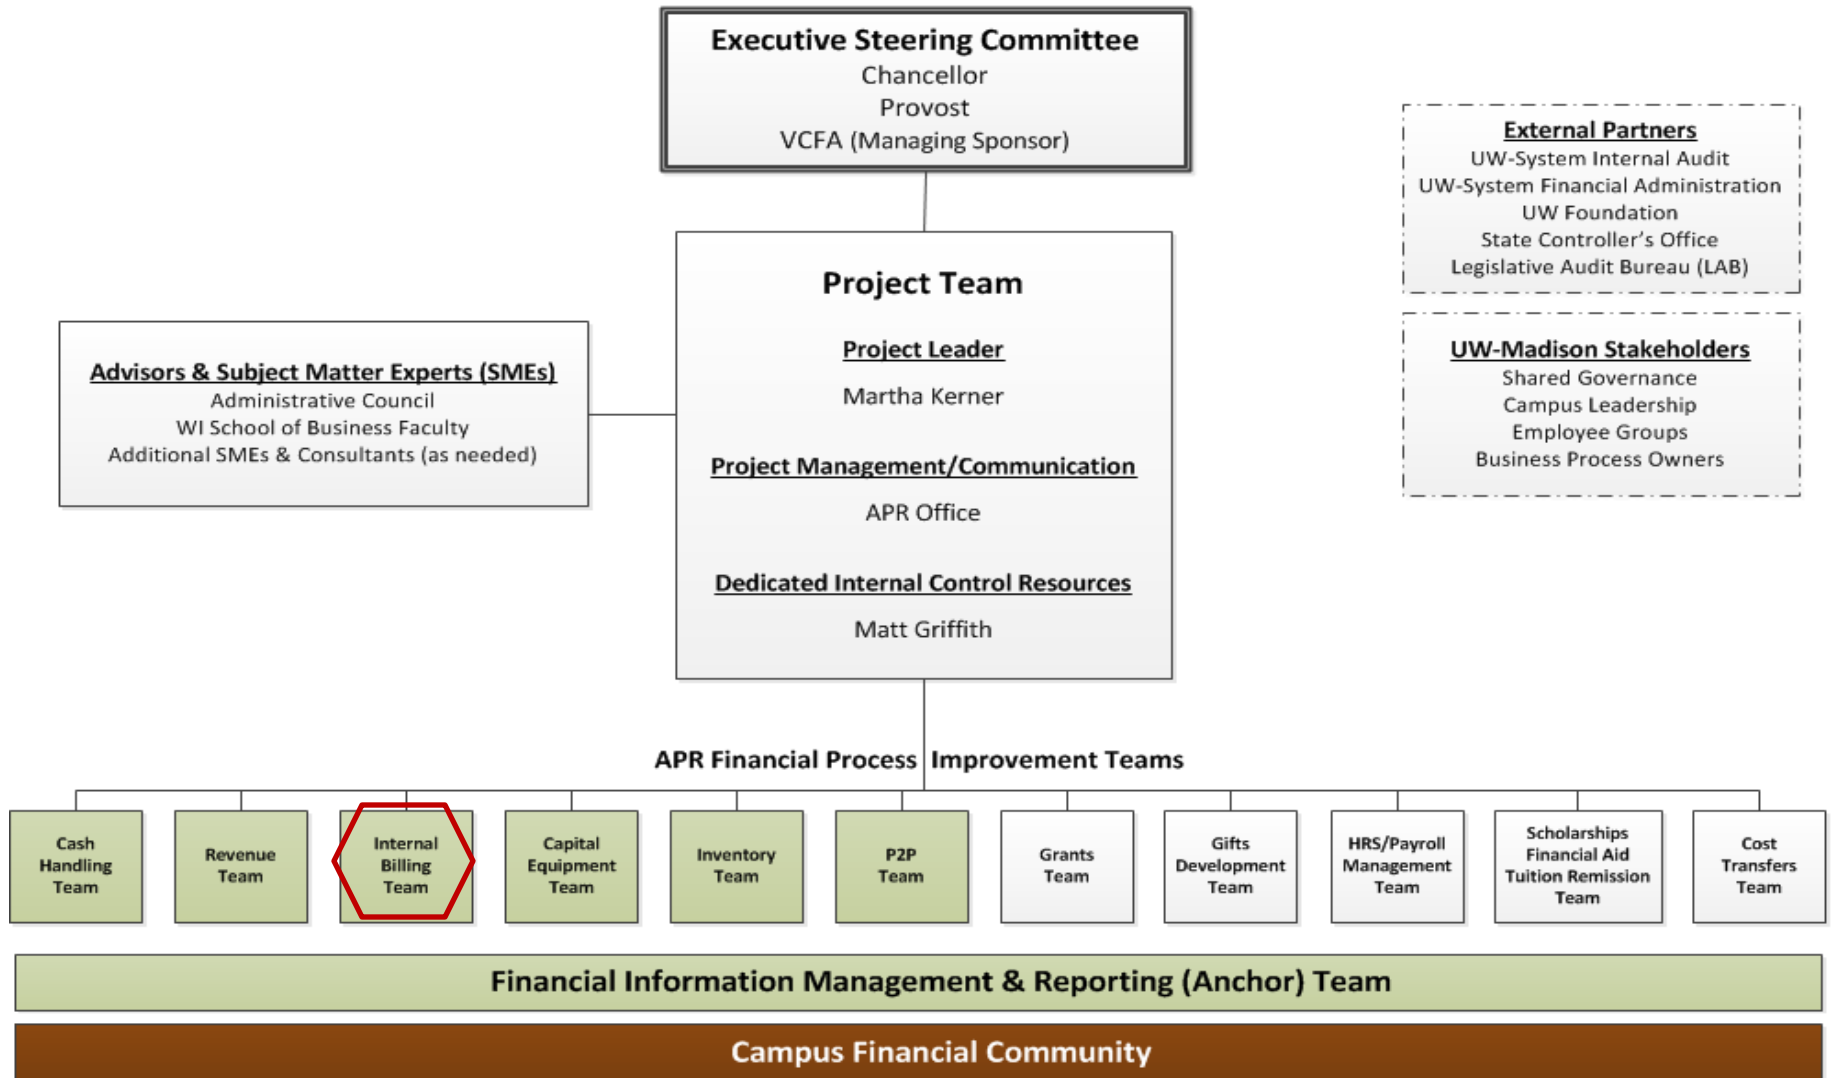 Executive Steering Committee
Chancellor
Provost
VCFA (Managing Sponsor)
External Partners
UW-System Internal Audit
UW-System Financial Administration
UW Foundation
State Controller's Office
Legislative Audit Bureau (LAB)
Project Team
Project Leader
Martha Kerner
Project Management/Communication
APR Office
Dedicated Internal Control Resources
Matt Griffith
Advisors & Subject Matter Experts (SMEs)
Administrative Council
WI School of Business Faculty
Additional SMEs & Consultants (as needed)
UW-Madison Stakeholders
Shared Governance
Campus Leadership
Employee Groups
Business Process Owners
APR Financial Process Improvement Teams
Cash
Handling
Team
Revenue
Team
Internal
Billing
Team
Capital
Equipment
Team
Inventory
Team
P2P
Team
Grants
Team
Gifts
Development
Team
HRS/Payroll
Management
Team
Scholarships
Financial Aid
Tuition Remission
Team
Cost
Transfers
Team
Financial Information Management & Reporting (Anchor) Team
Campus Financial Community